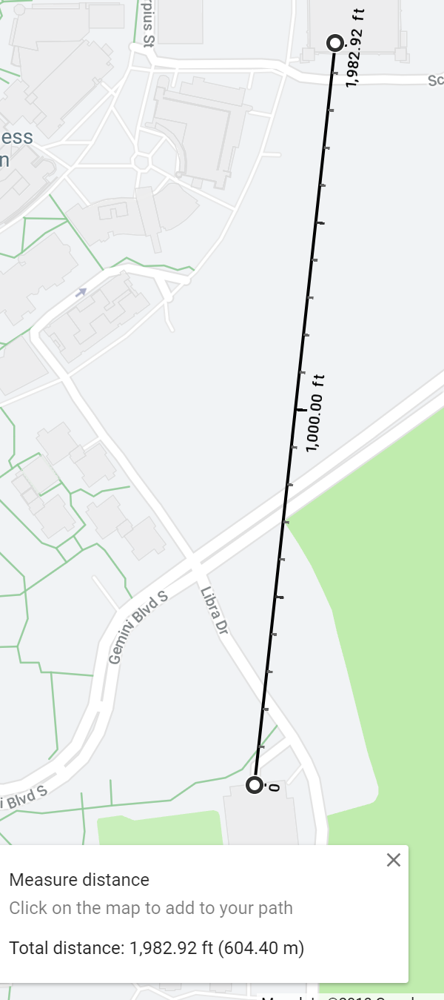 rpius St
1,982.92 ft
Sc
ess
n
1,000.00 ft
Gemini Blvd S
Libra Dr
0
i Blvd S
Measure distance
Click on the map to add to your path
Total distance: 1,982.92 ft (604.40 m)